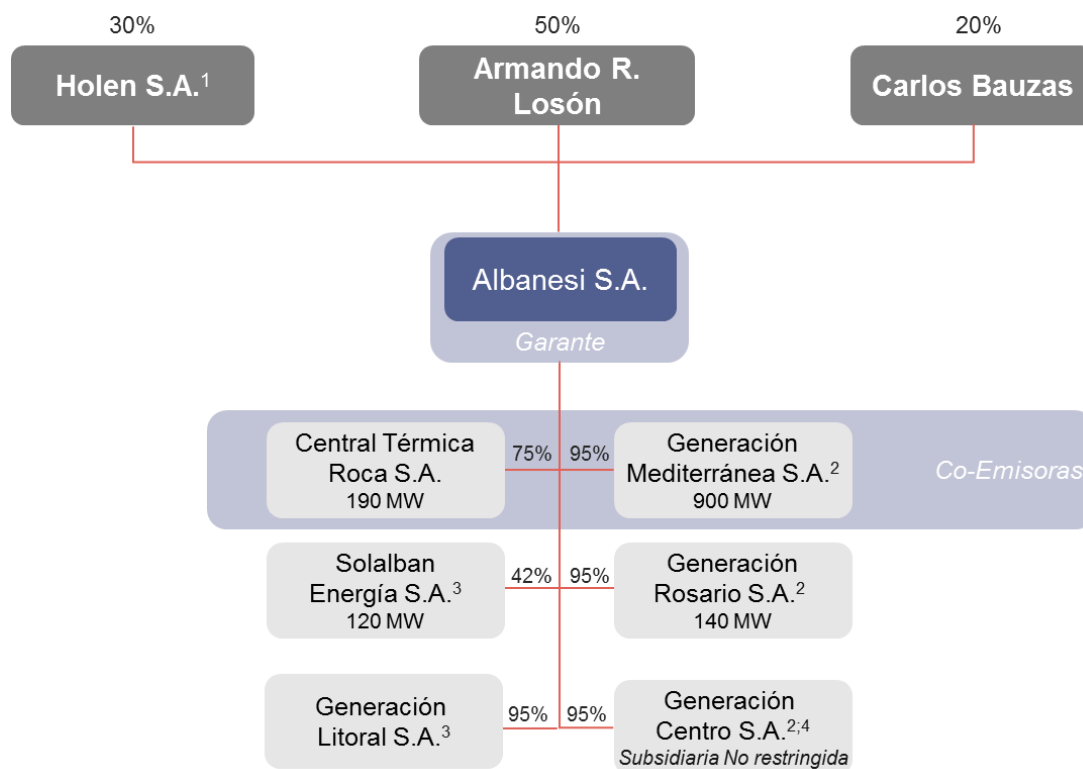 30%
50%
20%
Holen S.A.¹
Armando R.
Losón
Carlos Bauzas
Albanesi S.A.
Garante
Central Térmica
Roca S.A.
190 MW
75%
95%
Generación
Mediterránea S.A.²
900 MW
Co-Emisoras
Solalban
Energía S.A.³
120 MW
42%
95%
Generación
Rosario S.A.²
140 MW
Generación
Litoral S.A.³
95%
95%
Generación
Centro S.A.²;⁴
Subsidiaria No restringida